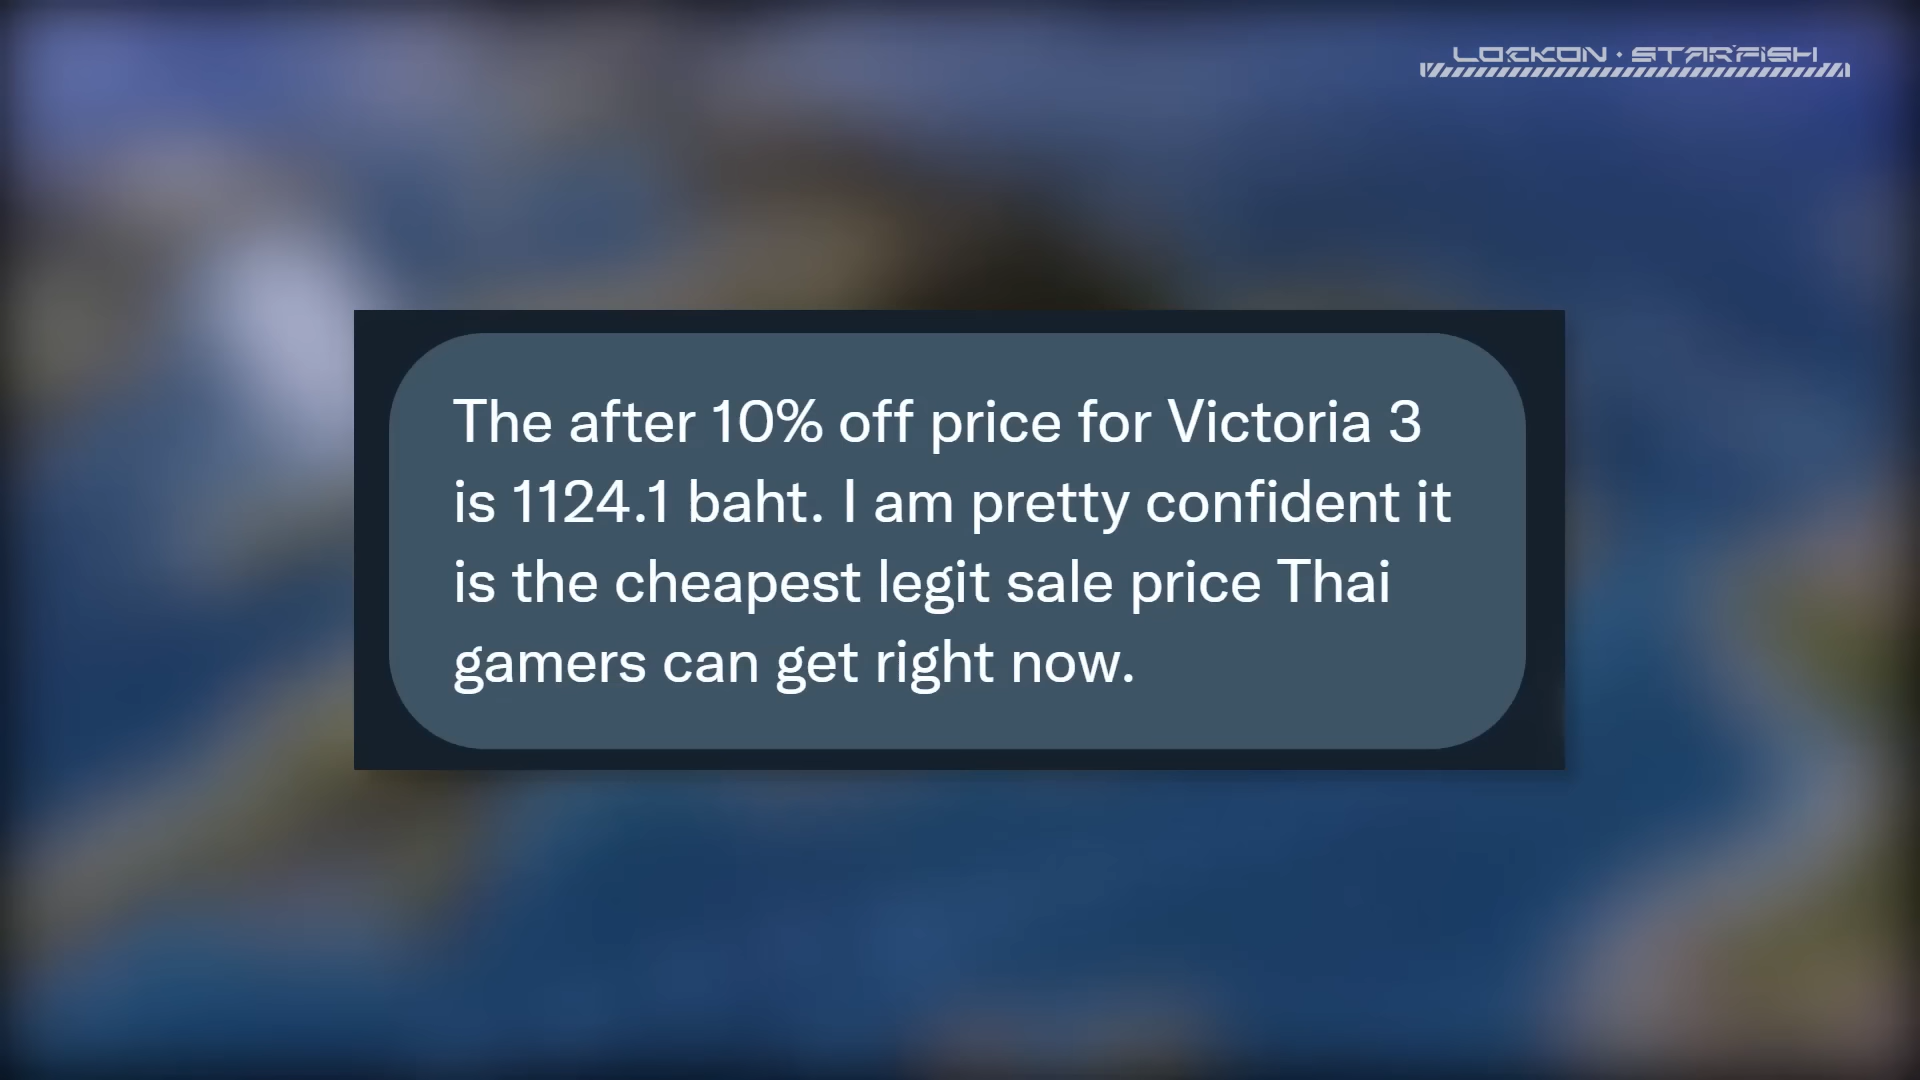 LOCKON · STARFISH
The after 10% off price for Victoria 3
is 1124.1 baht. I am pretty confident it
is the cheapest legit sale price Thai
gamers can get right now.